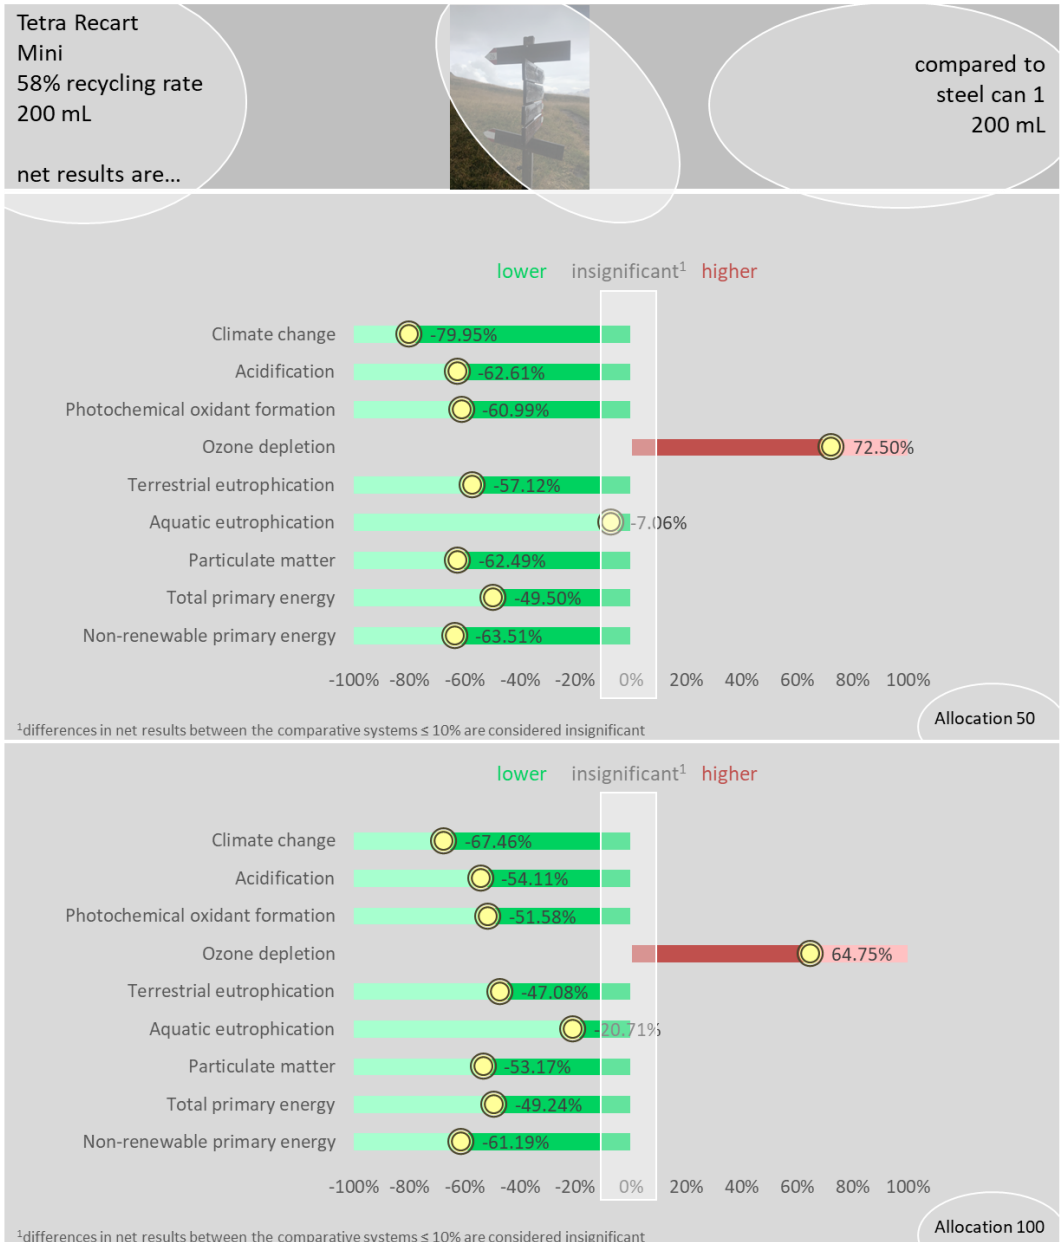 Tetra Recart
Mini
58% recycling rate
200 mL
net results are...
compared to
steel can 1
200 mL
lower insignificant¹ higher
Climate change -79.95%
Acidification -62.61%
Photochemical oxidant formation -60.99%
Ozone depletion 72.50%
Terrestrial eutrophication -57.12%
Aquatic eutrophication -7.06%
Particulate matter -62.49%
Total primary energy -49.50%
Non-renewable primary energy -63.51%
-100% -80% -60% -40% -20% 0% 20% 40% 60% 80% 100%
¹differences in net results between the comparative systems ≤ 10% are considered insignificant
Allocation 50
lower insignificant¹ higher
Climate change -67.46%
Acidification -54.11%
Photochemical oxidant formation -51.58%
Ozone depletion 64.75%
Terrestrial eutrophication -47.08%
Aquatic eutrophication -20.71%
Particulate matter -53.17%
Total primary energy -49.24%
Non-renewable primary energy -61.19%
-100% -80% -60% -40% -20% 0% 20% 40% 60% 80% 100%
¹differences in net results between the comparative systems ≤ 10% are considered insignificant
Allocation 100